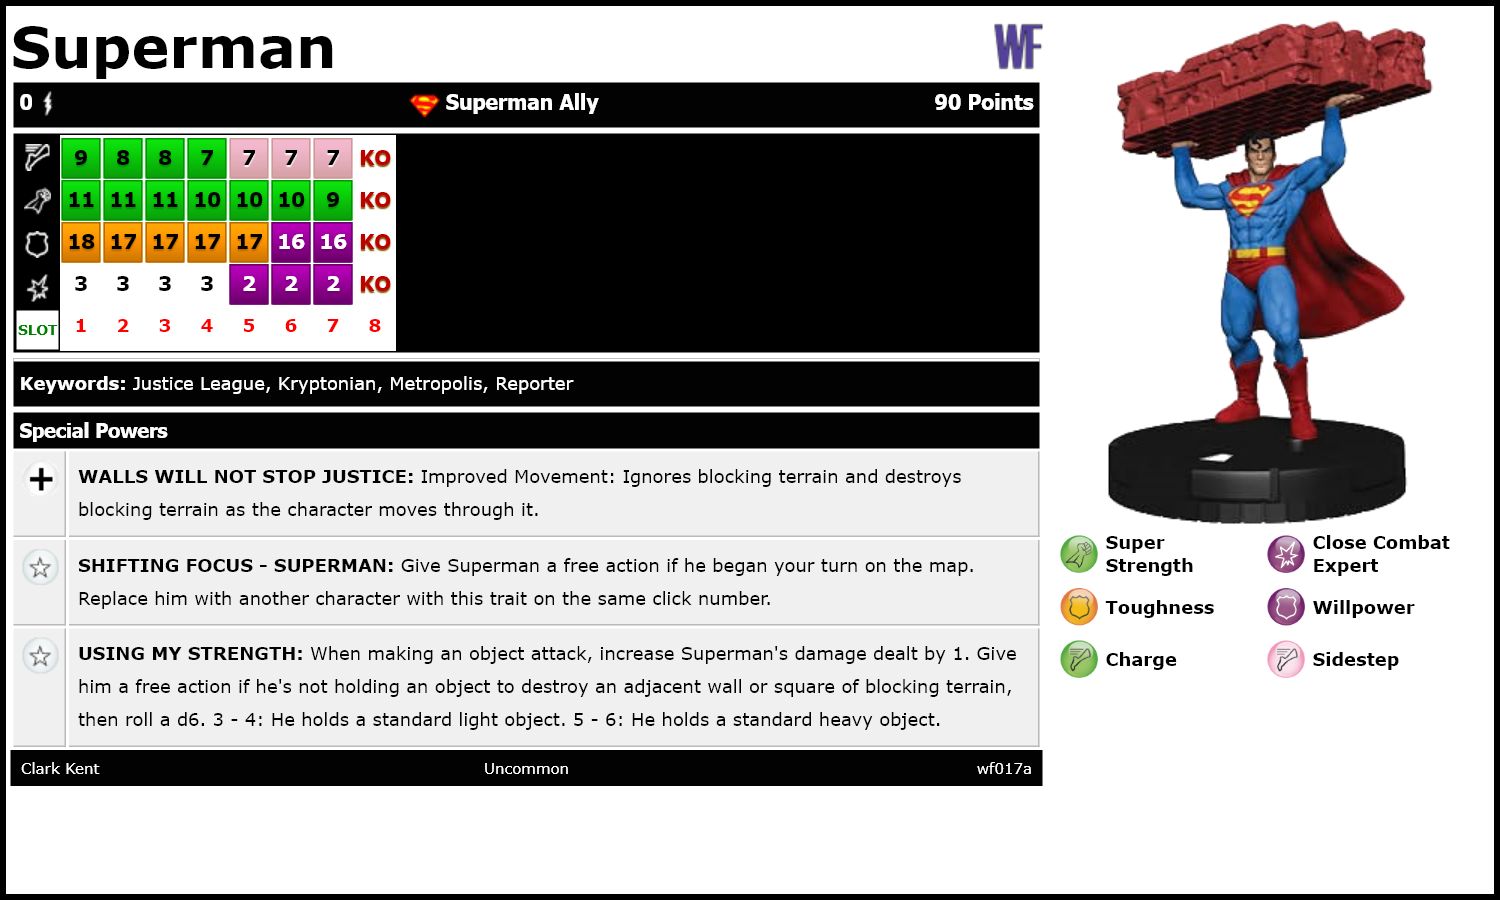 Superman
WF
0 Superman Ally 90 Points
9 8 8 7 7 7 7 KO
11 11 11 10 10 10 9 KO
18 17 17 17 17 16 16 KO
3 3 3 3 2 2 2 KO
SLOT 1 2 3 4 5 6 7 8
Keywords: Justice League, Kryptonian, Metropolis, Reporter
Special Powers
WALLS WILL NOT STOP JUSTICE: Improved Movement: Ignores blocking terrain and destroys
blocking terrain as the character moves through it.
SHIFTING FOCUS - SUPERMAN: Give Superman a free action if he began your turn on the map.
Replace him with another character with this trait on the same click number.
USING MY STRENGTH: When making an object attack, increase Superman's damage dealt by 1. Give
him a free action if he's not holding an object to destroy an adjacent wall or square of blocking terrain,
then roll a d6. 3 - 4: He holds a standard light object. 5 - 6: He holds a standard heavy object.
Clark Kent Uncommon wf017a
Super
Strength
Close Combat
Expert
Toughness
Willpower
Charge
Sidestep